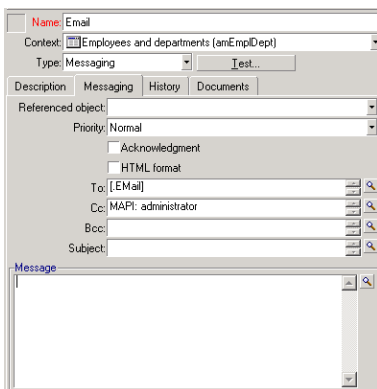 Name: Email
Context: Employees and departments (amEmplDept)
Type: Messaging Test...
Description Messaging History Documents
Referenced object:
Priority: Normal
Acknowledgment
HTML format
To: [.EMail]
Cc: MAPI: administrator
Bcc:
Subject:
Message